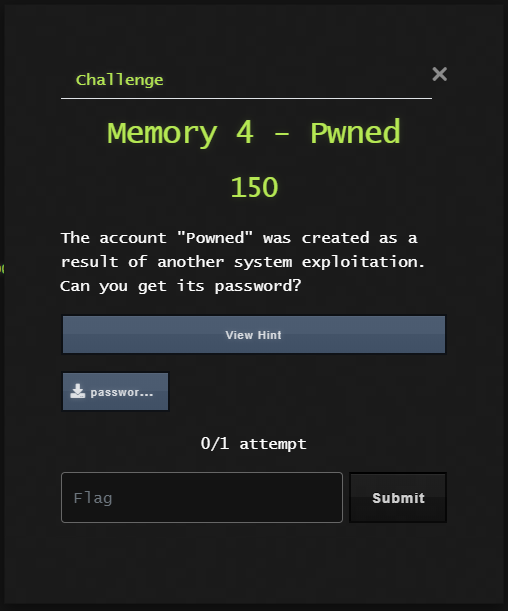 Challenge
Memory 4 - Pwned
150
The account "Powned" was created as a
result of another system exploitation.
Can you get its password?
View Hint
passwor...
0/1 attempt
Flag
Submit